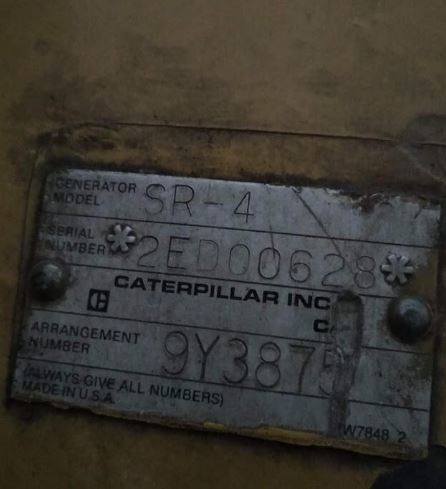 GENERATOR MODEL SR-4
SERIAL NUMBER *2ED00628*
CATERPILLAR INC
ARRANGEMENT NUMBER 9Y3875
(ALWAYS GIVE ALL NUMBERS)
MADE IN U.S.A.
W7848 2